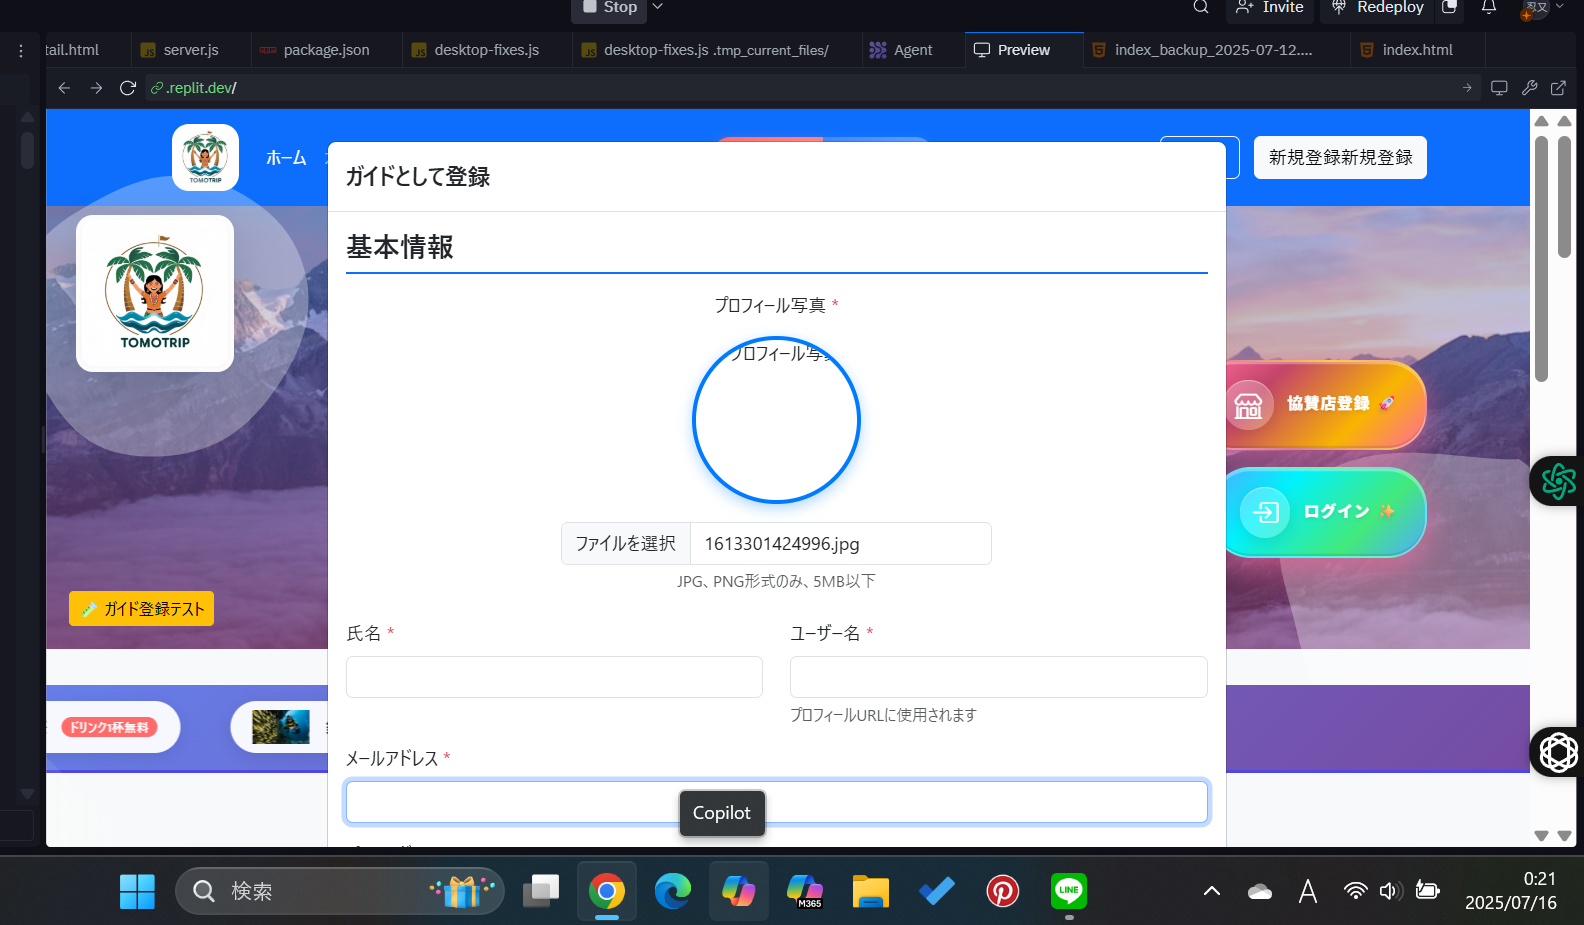 Stop
Invite
Redeploy
tail.html
server.js
package.json
desktop-fixes.js
desktop-fixes.js .tmp_current_files/
Agent
Preview
index_backup_2025-07-12....
index.html
.replit.dev/
TOMOTRIP
ホーム
新規登録新規登録
ガイドとして登録
基本情報
プロフィール写真 *
プロフィール写真
ファイルを選択 1613301424996.jpg
JPG、PNG形式のみ、5MB以下
TOMOTRIP
協賛店登録 🚀
ログイン ✨
ガイド登録テスト
氏名 *
ユーザー名 *
プロフィールURLに使用されます
ドリンク1杯無料
メールアドレス *
Copilot
検索
M365
LINE
A
0:21
2025/07/16